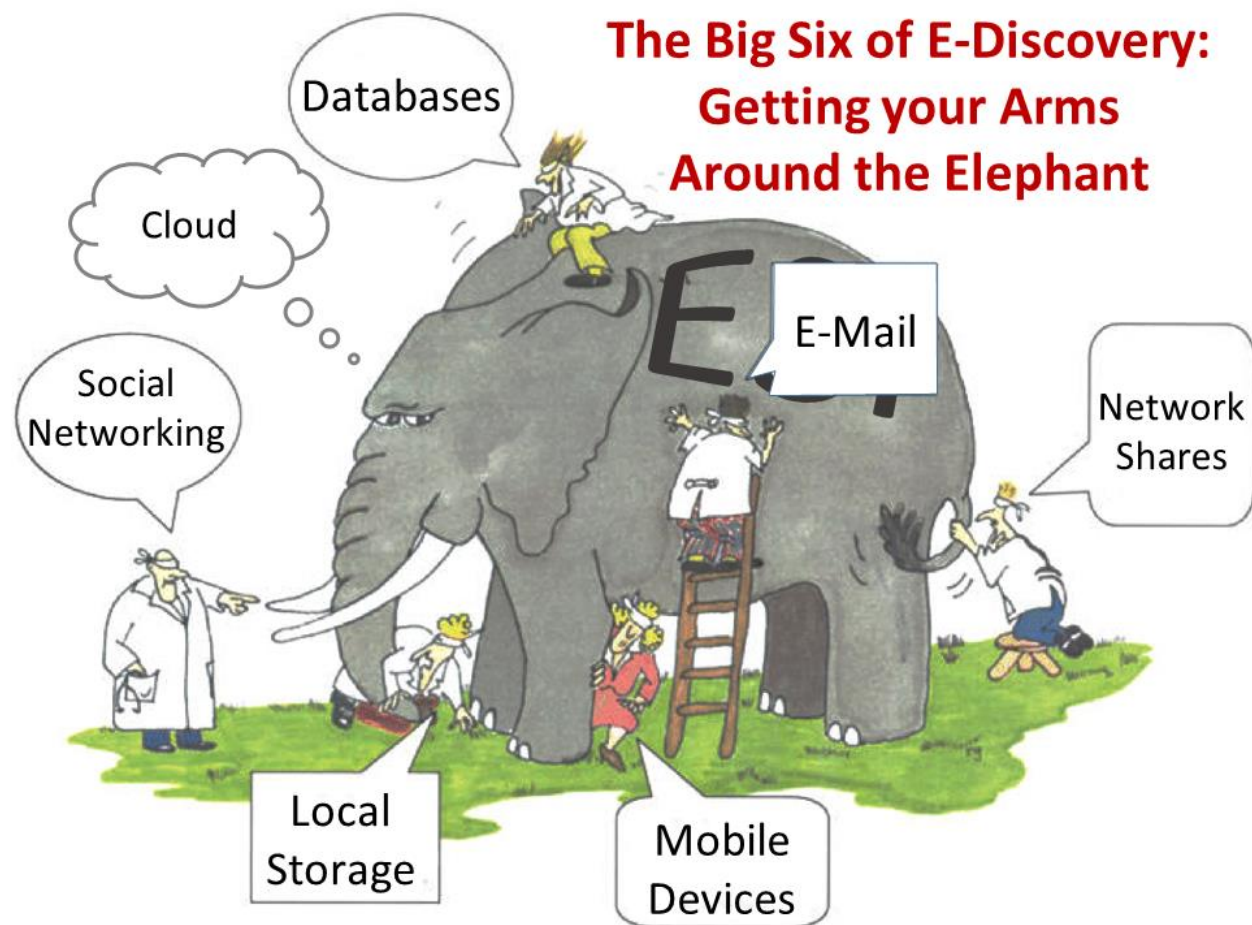 The Big Six of E-Discovery:
Getting your Arms
Around the Elephant
Databases
Cloud
E-Mail
Social
Networking
Network
Shares
Local
Storage
Mobile
Devices